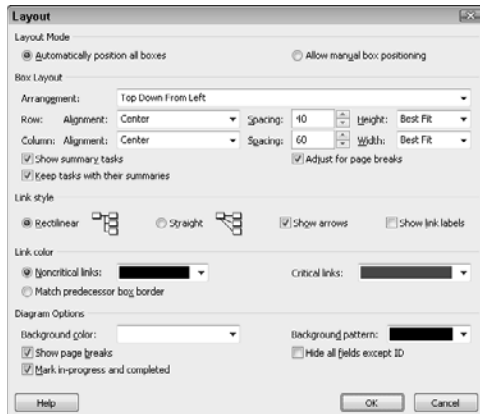 Layout
Layout Mode
Automatically position all boxes Allow manual box positioning
Box Layout
Arrangement: Top Down From Left
Row: Alignment: Center Spacing: 40 Height: Best Fit
Column: Alignment: Center Spacing: 60 Width: Best Fit
Show summary tasks Adjust for page breaks
Keep tasks with their summaries
Link style
Rectilinear Straight Show arrows Show link labels
Link color
Noncritical links: Critical links:
Match predecessor box border
Diagram Options
Background color: Background pattern:
Show page breaks Hide all fields except ID
Mark in-progress and completed
Help OK Cancel